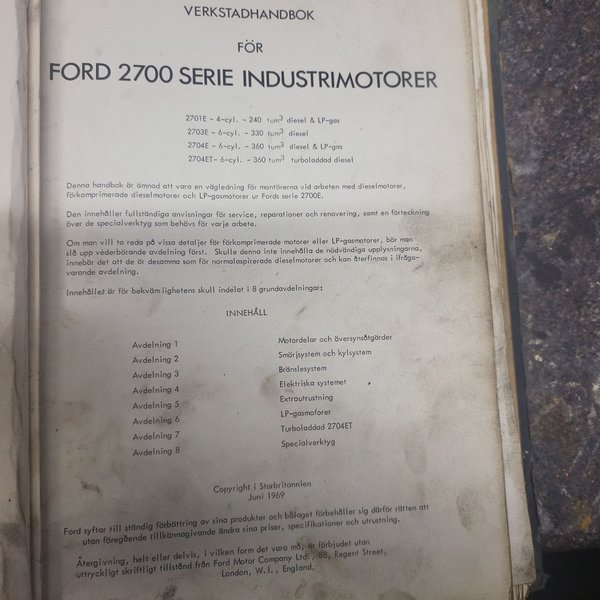 VERKSTADHANDBOK
FÖR
FORD 2700 SERIE INDUSTRIMOTORER
2701E - 4-cyl. - 240 tum³ diesel & LP-gas
2703E - 6-cyl. - 330 tum³ diesel
2704E - 6-cyl. - 360 tum³ diesel & LP-gas
2704ET- 6-cyl. - 360 tum³ turboladdad diesel
Denna handbok är ämnad att vara en vägledning för montörerna vid arbeten med dieselmotorer,
förkomprimerade dieselmotorer och LP-gasmotorer ur Fords serie 2700E.
Den innehåller fullständiga anvisningar för service, reparationer och renovering, samt en förteckning
över de specialverktyg som behövs för varje arbete.
Om man vill ta reda på vissa detaljer för förkomprimerade motorer eller LP-gasmotorer, bör man
slå upp vederbörande avdelning först. Skulle denna inte innehålla de nödvändiga upplysningarna,
innebär det att de är desamma som för normalaspirerade dieselmotorer och kan återfinnas i ifråga-
varande avdelning.
Innehållet är för bekvämlighetens skull indelat i 8 grundavdelningar:
INNEHÅLL
Avdelning 1 Motordelar och översynsåtgärder
Avdelning 2 Smörjsystem och kylsystem
Avdelning 3 Bränslesystem
Avdelning 4 Elektriska systemet
Avdelning 5 Extrautrustning
Avdelning 6 LP-gasmoforer
Avdelning 7 Turboladdad 2704ET
Avdelning 8 Specialverktyg
Copyright i Storbritannien
Juni 1969
Ford syftar till ständig förbättring av sina produkter och bolaget förbehåller sig därför rätten att
utan föregående tillkännagivande ändra sina priser, specifikationer och utrustning.
Återgivning, helt eller delvis, i vilken form det vara må, är förbjudet utan
uttryckligt skriftligt tillstånd från Ford Motor Company Ltd., 88, Regent Street,
London, W.1., England.